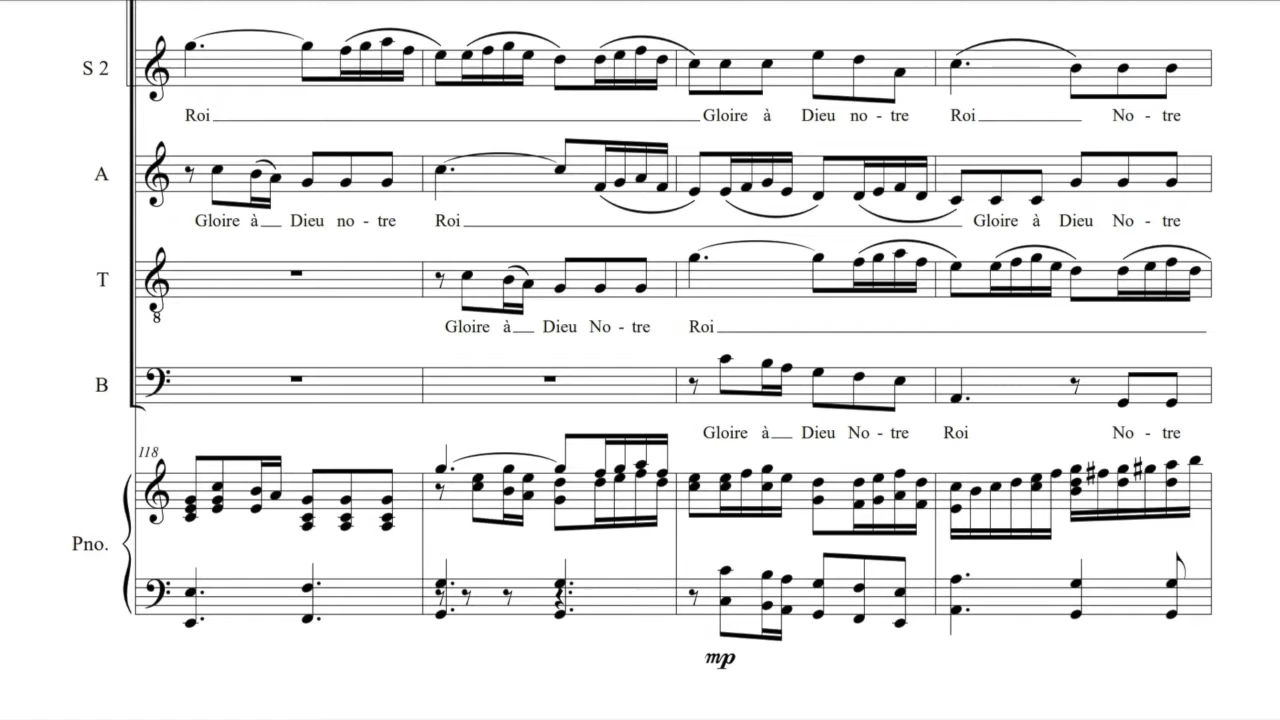 S 2
Roi Gloire à Dieu no - tre Roi No - tre
A
Gloire à Dieu no - tre Roi Gloire à Dieu No - tre
T
8
Gloire à Dieu No - tre Roi
B
Gloire à Dieu No - tre Roi No - tre
118
Pno.
mp